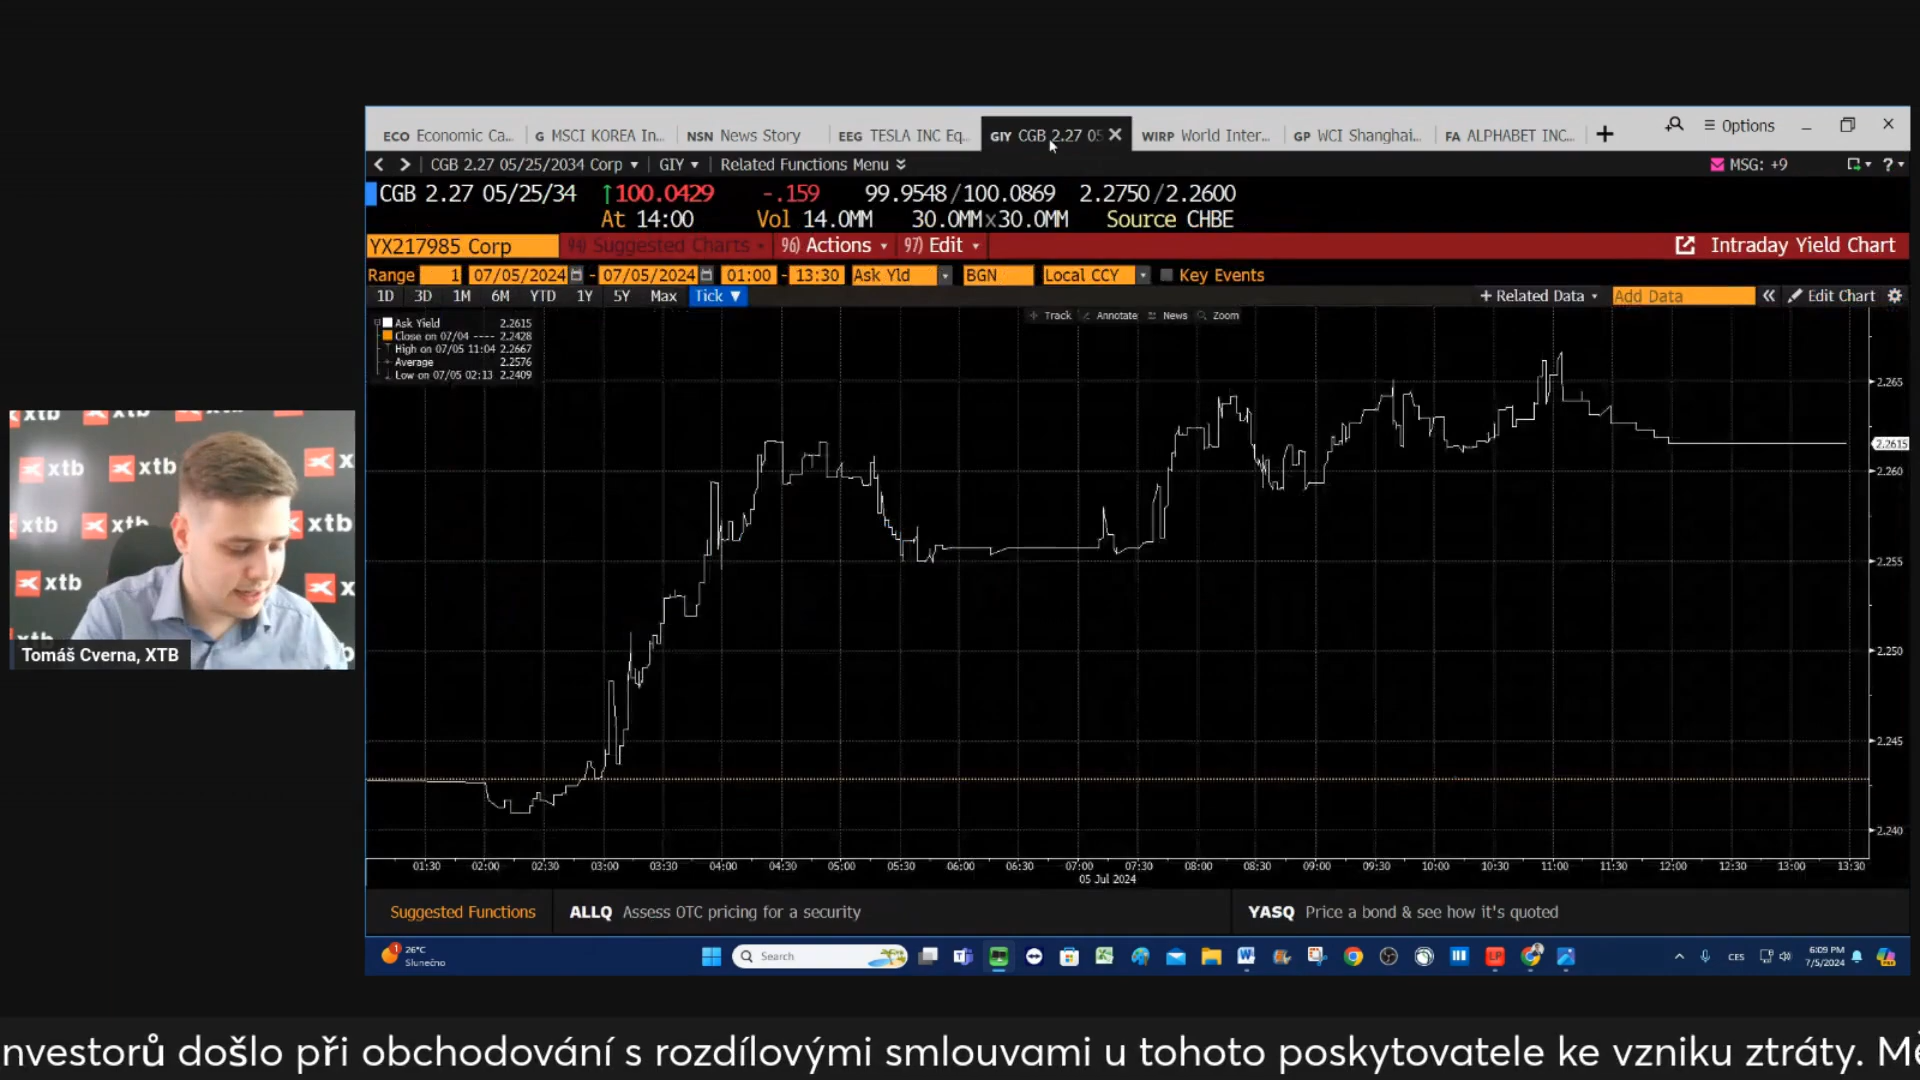 ECO Economic Ca...
G MSCI KOREA In...
NSN News Story
EEG TESLA INC Eq...
GIY CGB 2.27 05
WIRP World Inter...
GP WCI Shanghai...
FA ALPHABET INC...
Options
CGB 2.27 05/25/2034 Corp
GIY
Related Functions Menu
MSG: +9
CGB 2.27 05/25/34 ↑100.0429 -.159 99.9548/100.0869 2.2750/2.2600
At 14:00 Vol 14.0MM 30.0MMx30.0MM Source CHBE
YX217985 Corp
94) Suggested Charts
96) Actions
97) Edit
Intraday Yield Chart
Range 1 07/05/2024 - 07/05/2024 01:00 - 13:30 Ask Yld BGN Local CCY Key Events
1D 3D 1M 6M YTD 1Y 5Y Max Tick
+ Related Data
Add Data
Edit Chart
Track Annotate News Zoom
Ask Yield 2.2615
Close on 07/04 ---- 2.2428
High on 07/05 11:04 2.2667
Average 2.2576
Low on 07/05 02:13 2.2409
2.265
2.2615
2.260
2.255
2.250
2.245
2.240
01:30 02:00 02:30 03:00 03:30 04:00 04:30 05:00 05:30 06:00 06:30 07:00 07:30 08:00 08:30 09:00 09:30 10:00 10:30 11:00 11:30 12:00 12:30 13:00 13:30
05 Jul 2024
xtb
xtb
xtb
xtb
xtb
xtb
Tomáš Cverna, XTB
Suggested Functions
ALLQ Assess OTC pricing for a security
YASQ Price a bond & see how it's quoted
26°C
Slunečno
Search
CES
6:09 PM
7/5/2024
nvestorů došlo při obchodování s rozdílovými smlouvami u tohoto poskytovatele ke vzniku ztráty.